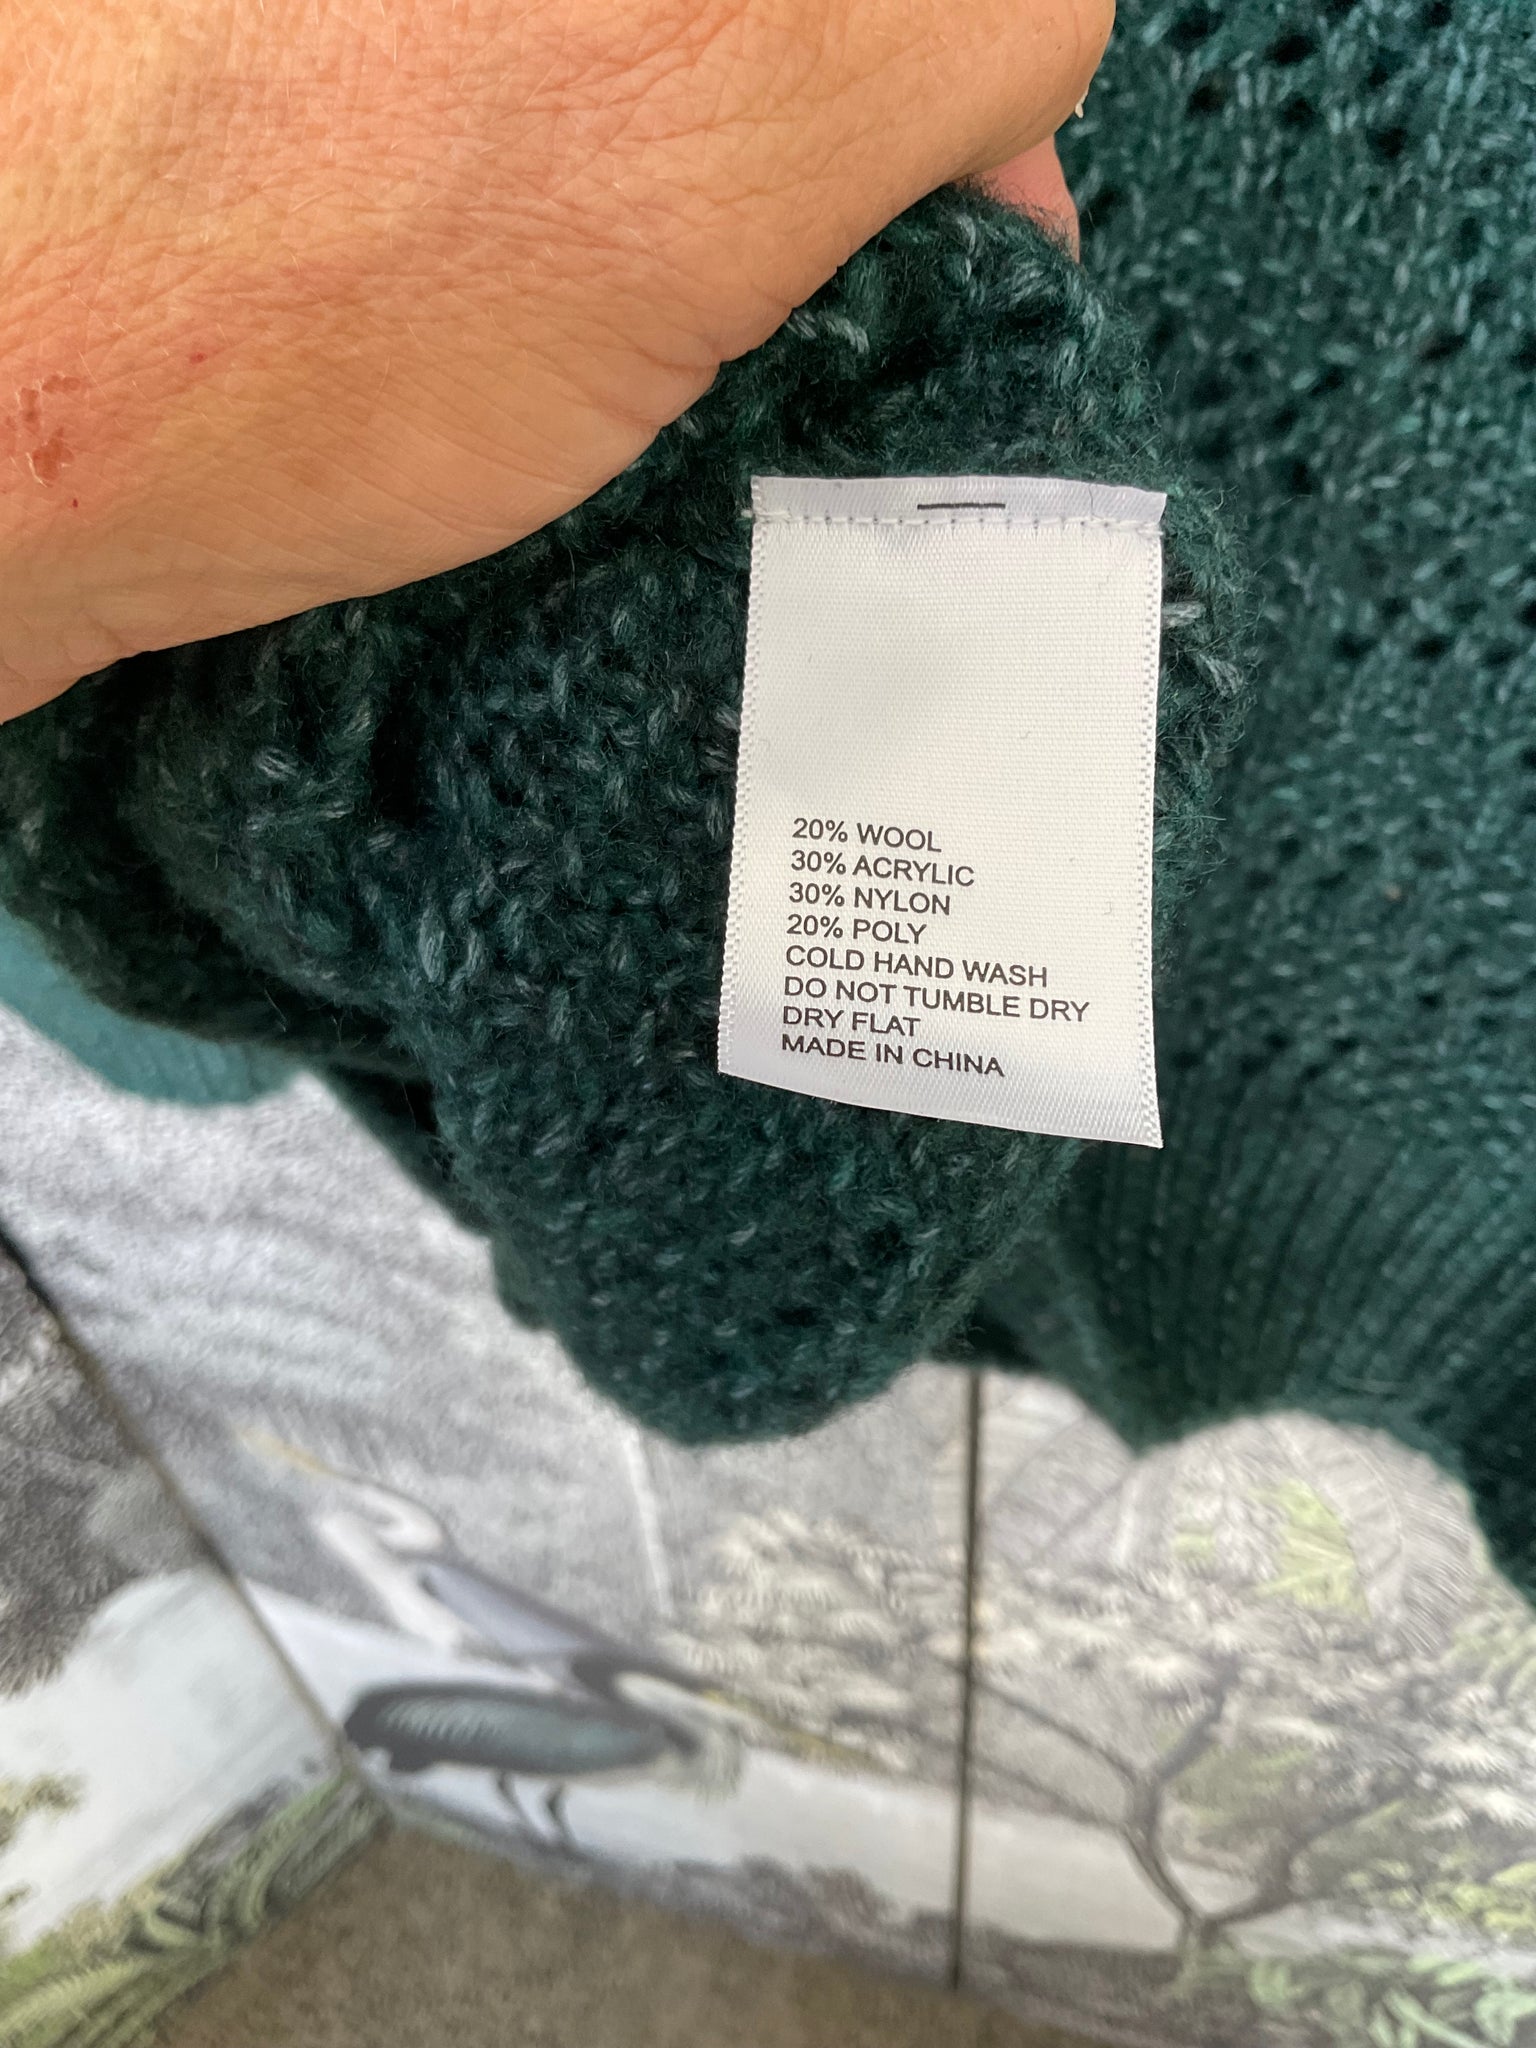 20% WOOL
30% ACRYLIC
30% NYLON
20% POLY
COLD HAND WASH
DO NOT TUMBLE DRY
DRY FLAT
MADE IN CHINA